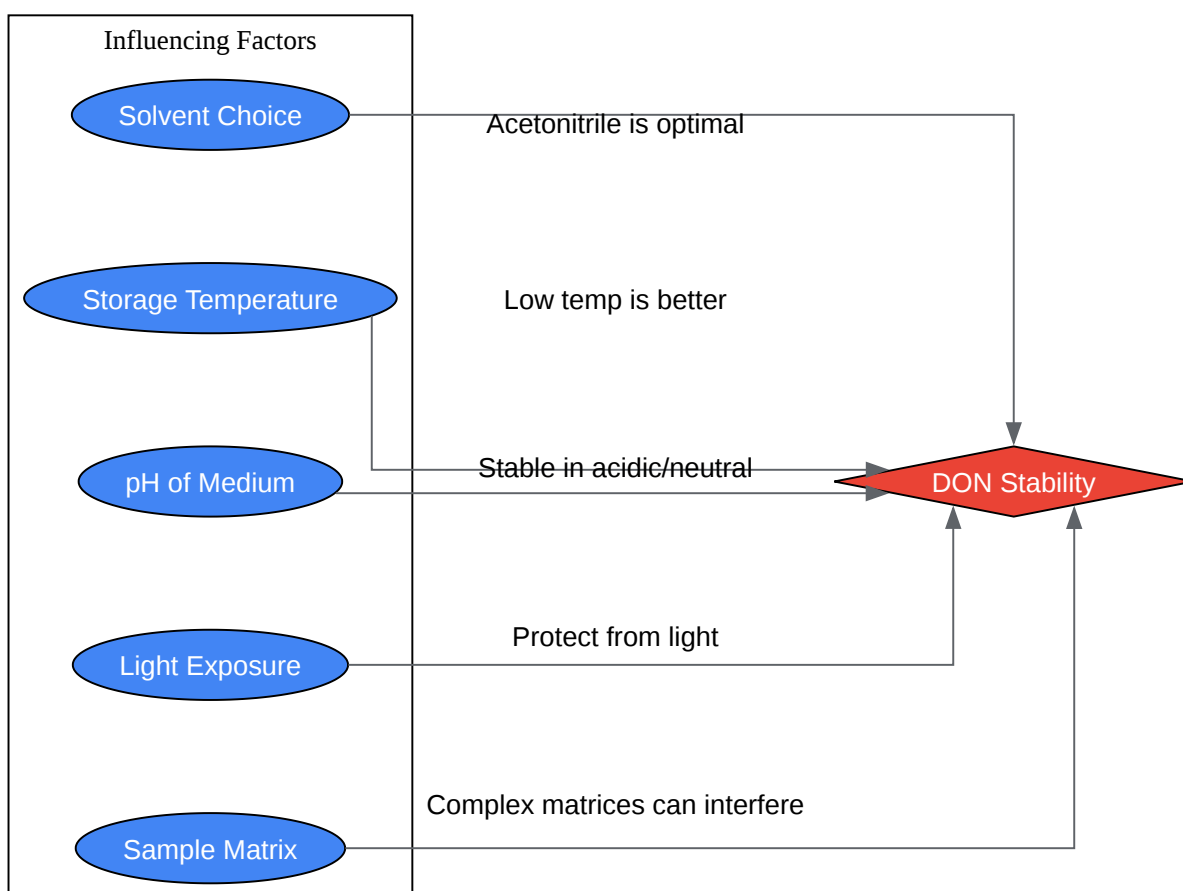 Influencing Factors
Solvent Choice
Acetonitrile is optimal
Storage Temperature
Low temp is better
Stable in acidic/neutral
pH of Medium
DON Stability
Protect from light
Light Exposure
Complex matrices can interfere
Sample Matrix